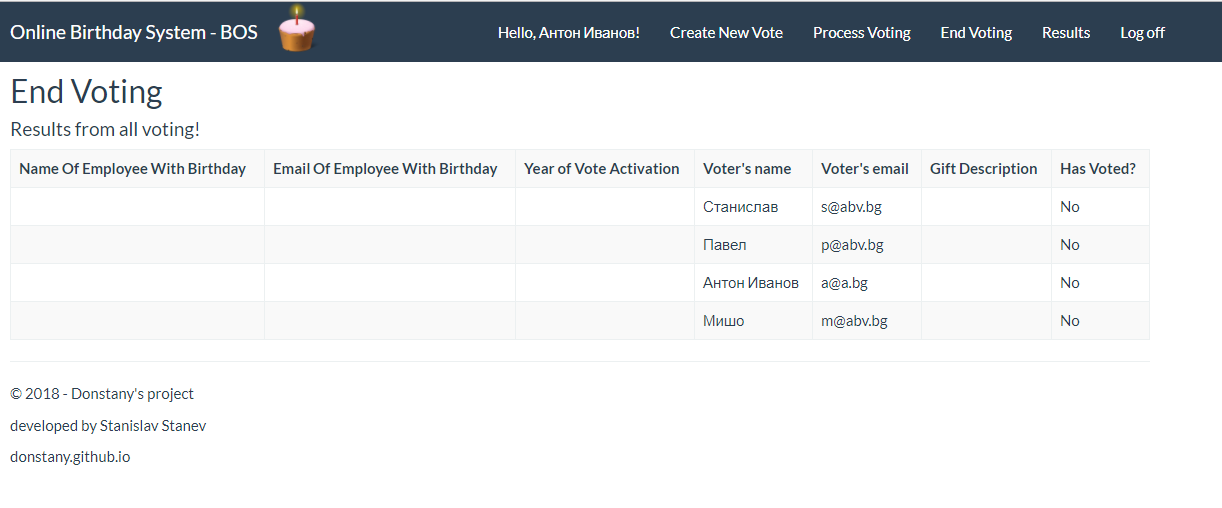 Online Birthday System - BOS Hello, Антон Иванов! Create New Vote Process Voting End Voting Results Log off
End Voting
Results from all voting!
Name Of Employee With Birthday Email Of Employee With Birthday Year of Vote Activation Voter's name Voter's email Gift Description Has Voted?
Станислав s@abv.bg No
Павел p@abv.bg No
Антон Иванов a@a.bg No
Мишо m@abv.bg No
© 2018 - Donstany's project
developed by Stanislav Stanev
donstany.github.io